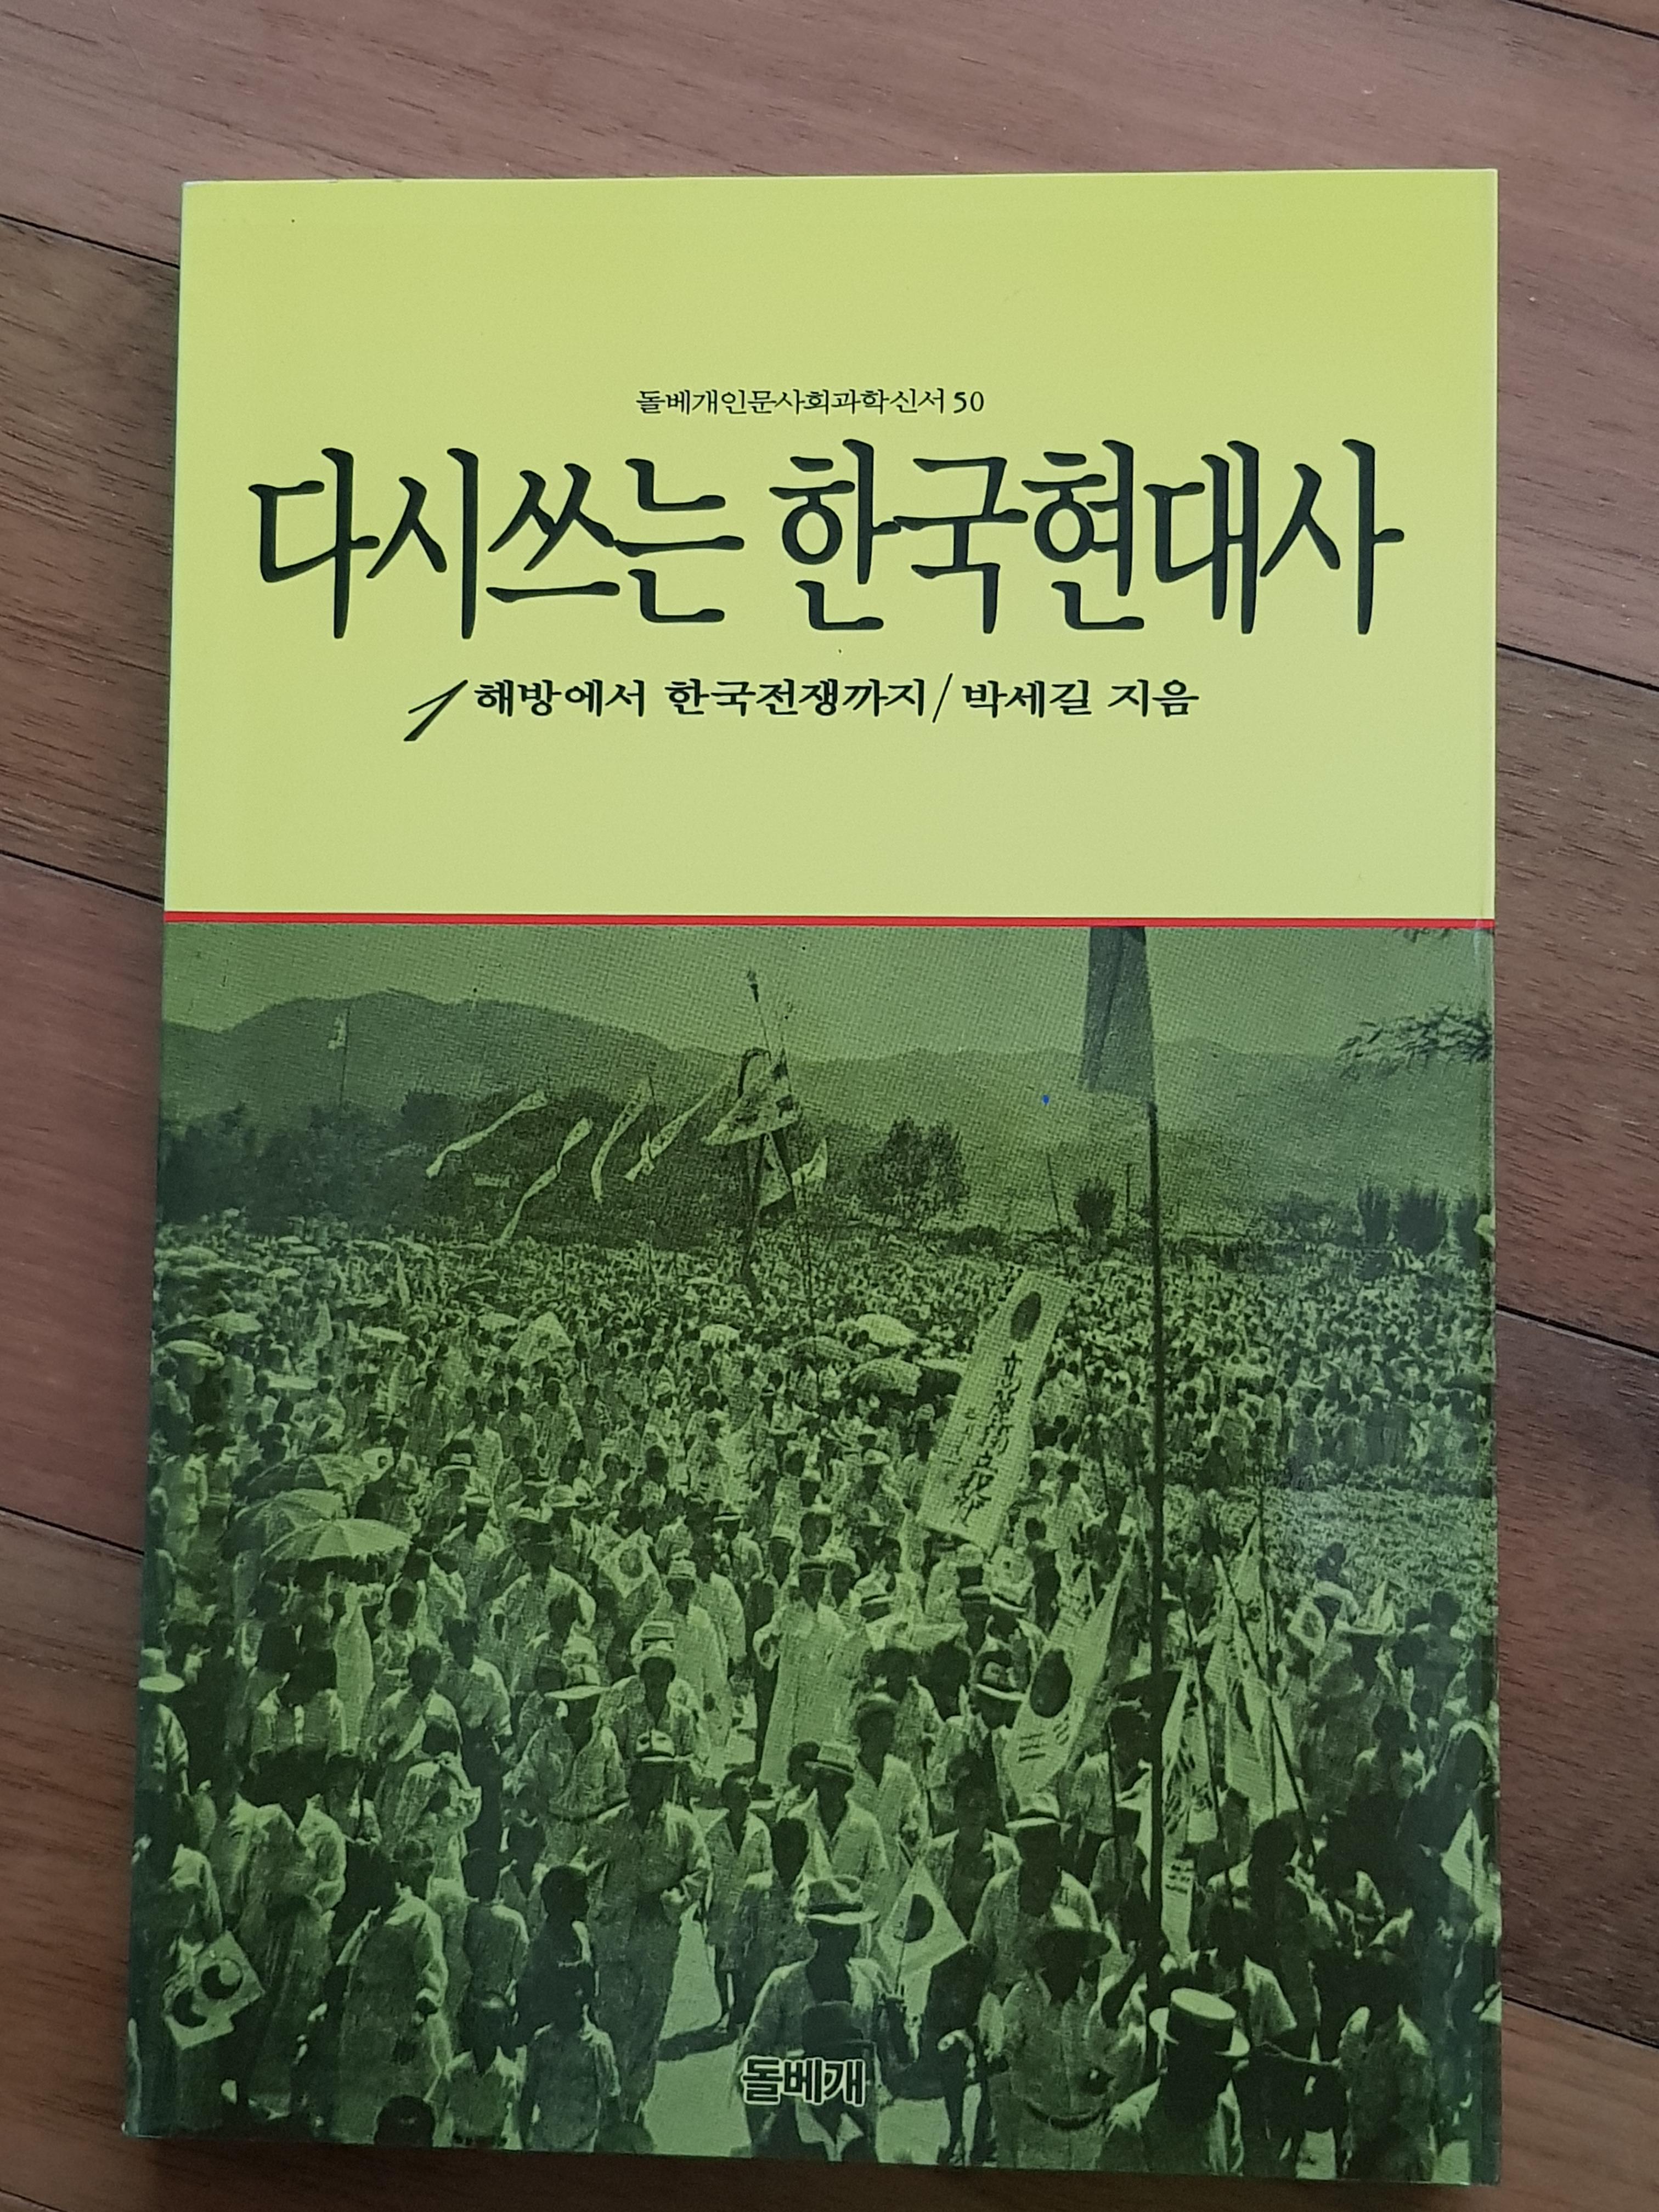 돌베개인문사회과학신서 50
다시쓰는 한국현대사
1 해방에서 한국전쟁까지/박세길 지음
돌베개